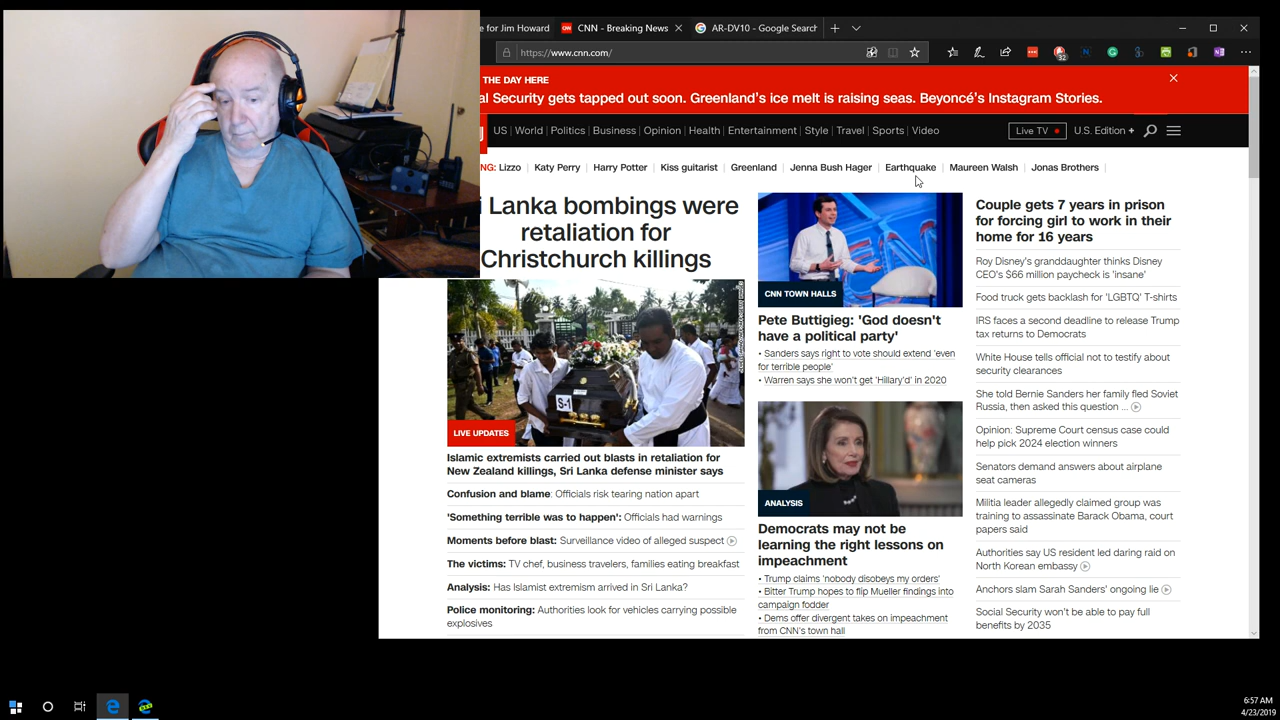 e for Jim Howard
CNN - Breaking News
AR-DV10 - Google Search
https://www.cnn.com/
32
THE DAY HERE
al Security gets tapped out soon. Greenland's ice melt is raising seas. Beyoncé's Instagram Stories.
US World Politics Business Opinion Health Entertainment Style Travel Sports Video
Live TV
U.S. Edition +
NG: Lizzo Katy Perry Harry Potter Kiss guitarist Greenland Jenna Bush Hager Earthquake Maureen Walsh Jonas Brothers
i Lanka bombings were
retaliation for
Christchurch killings
S-1
LIVE UPDATES
Islamic extremists carried out blasts in retaliation for
New Zealand killings, Sri Lanka defense minister says
Confusion and blame: Officials risk tearing nation apart
'Something terrible was to happen': Officials had warnings
Moments before blast: Surveillance video of alleged suspect
The victims: TV chef, business travelers, families eating breakfast
Analysis: Has Islamist extremism arrived in Sri Lanka?
Police monitoring: Authorities look for vehicles carrying possible
explosives
CNN TOWN HALLS
Pete Buttigieg: 'God doesn't
have a political party'
• Sanders says right to vote should extend 'even
for terrible people'
• Warren says she won't get 'Hillary'd' in 2020
ANALYSIS
Democrats may not be
learning the right lessons on
impeachment
• Trump claims 'nobody disobeys my orders'
• Bitter Trump hopes to flip Mueller findings into
campaign fodder
• Dems offer divergent takes on impeachment
from CNN's town hall
Couple gets 7 years in prison
for forcing girl to work in their
home for 16 years
Roy Disney's granddaughter thinks Disney
CEO's $66 million paycheck is 'insane'
Food truck gets backlash for 'LGBTQ' T-shirts
IRS faces a second deadline to release Trump
tax returns to Democrats
White House tells official not to testify about
security clearances
She told Bernie Sanders her family fled Soviet
Russia, then asked this question ...
Opinion: Supreme Court census case could
help pick 2024 election winners
Senators demand answers about airplane
seat cameras
Militia leader allegedly claimed group was
training to assassinate Barack Obama, court
papers said
Authorities say US resident led daring raid on
North Korean embassy
Anchors slam Sarah Sanders' ongoing lie
Social Security won't be able to pay full
benefits by 2035
6:57 AM
4/23/2019